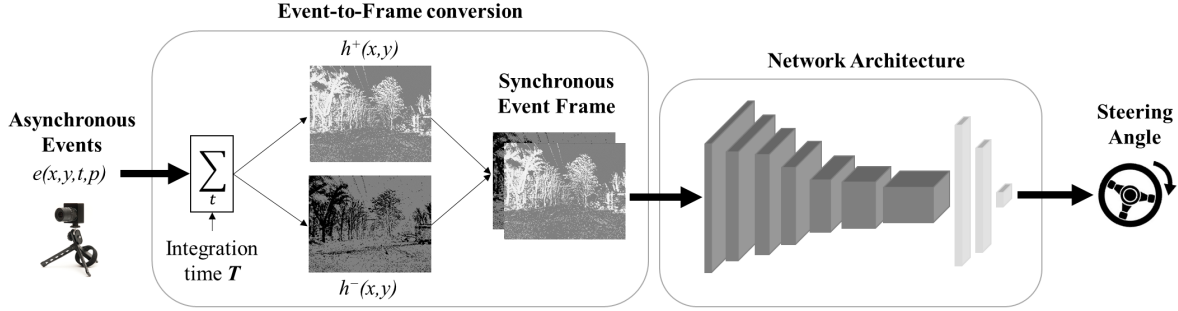 Event-to-Frame conversion
Asynchronous
Events
e(x,y,t,p)
∑
t
Integration
time T
h⁺(x,y)
h⁻(x,y)
Synchronous
Event Frame
Network Architecture
Steering
Angle